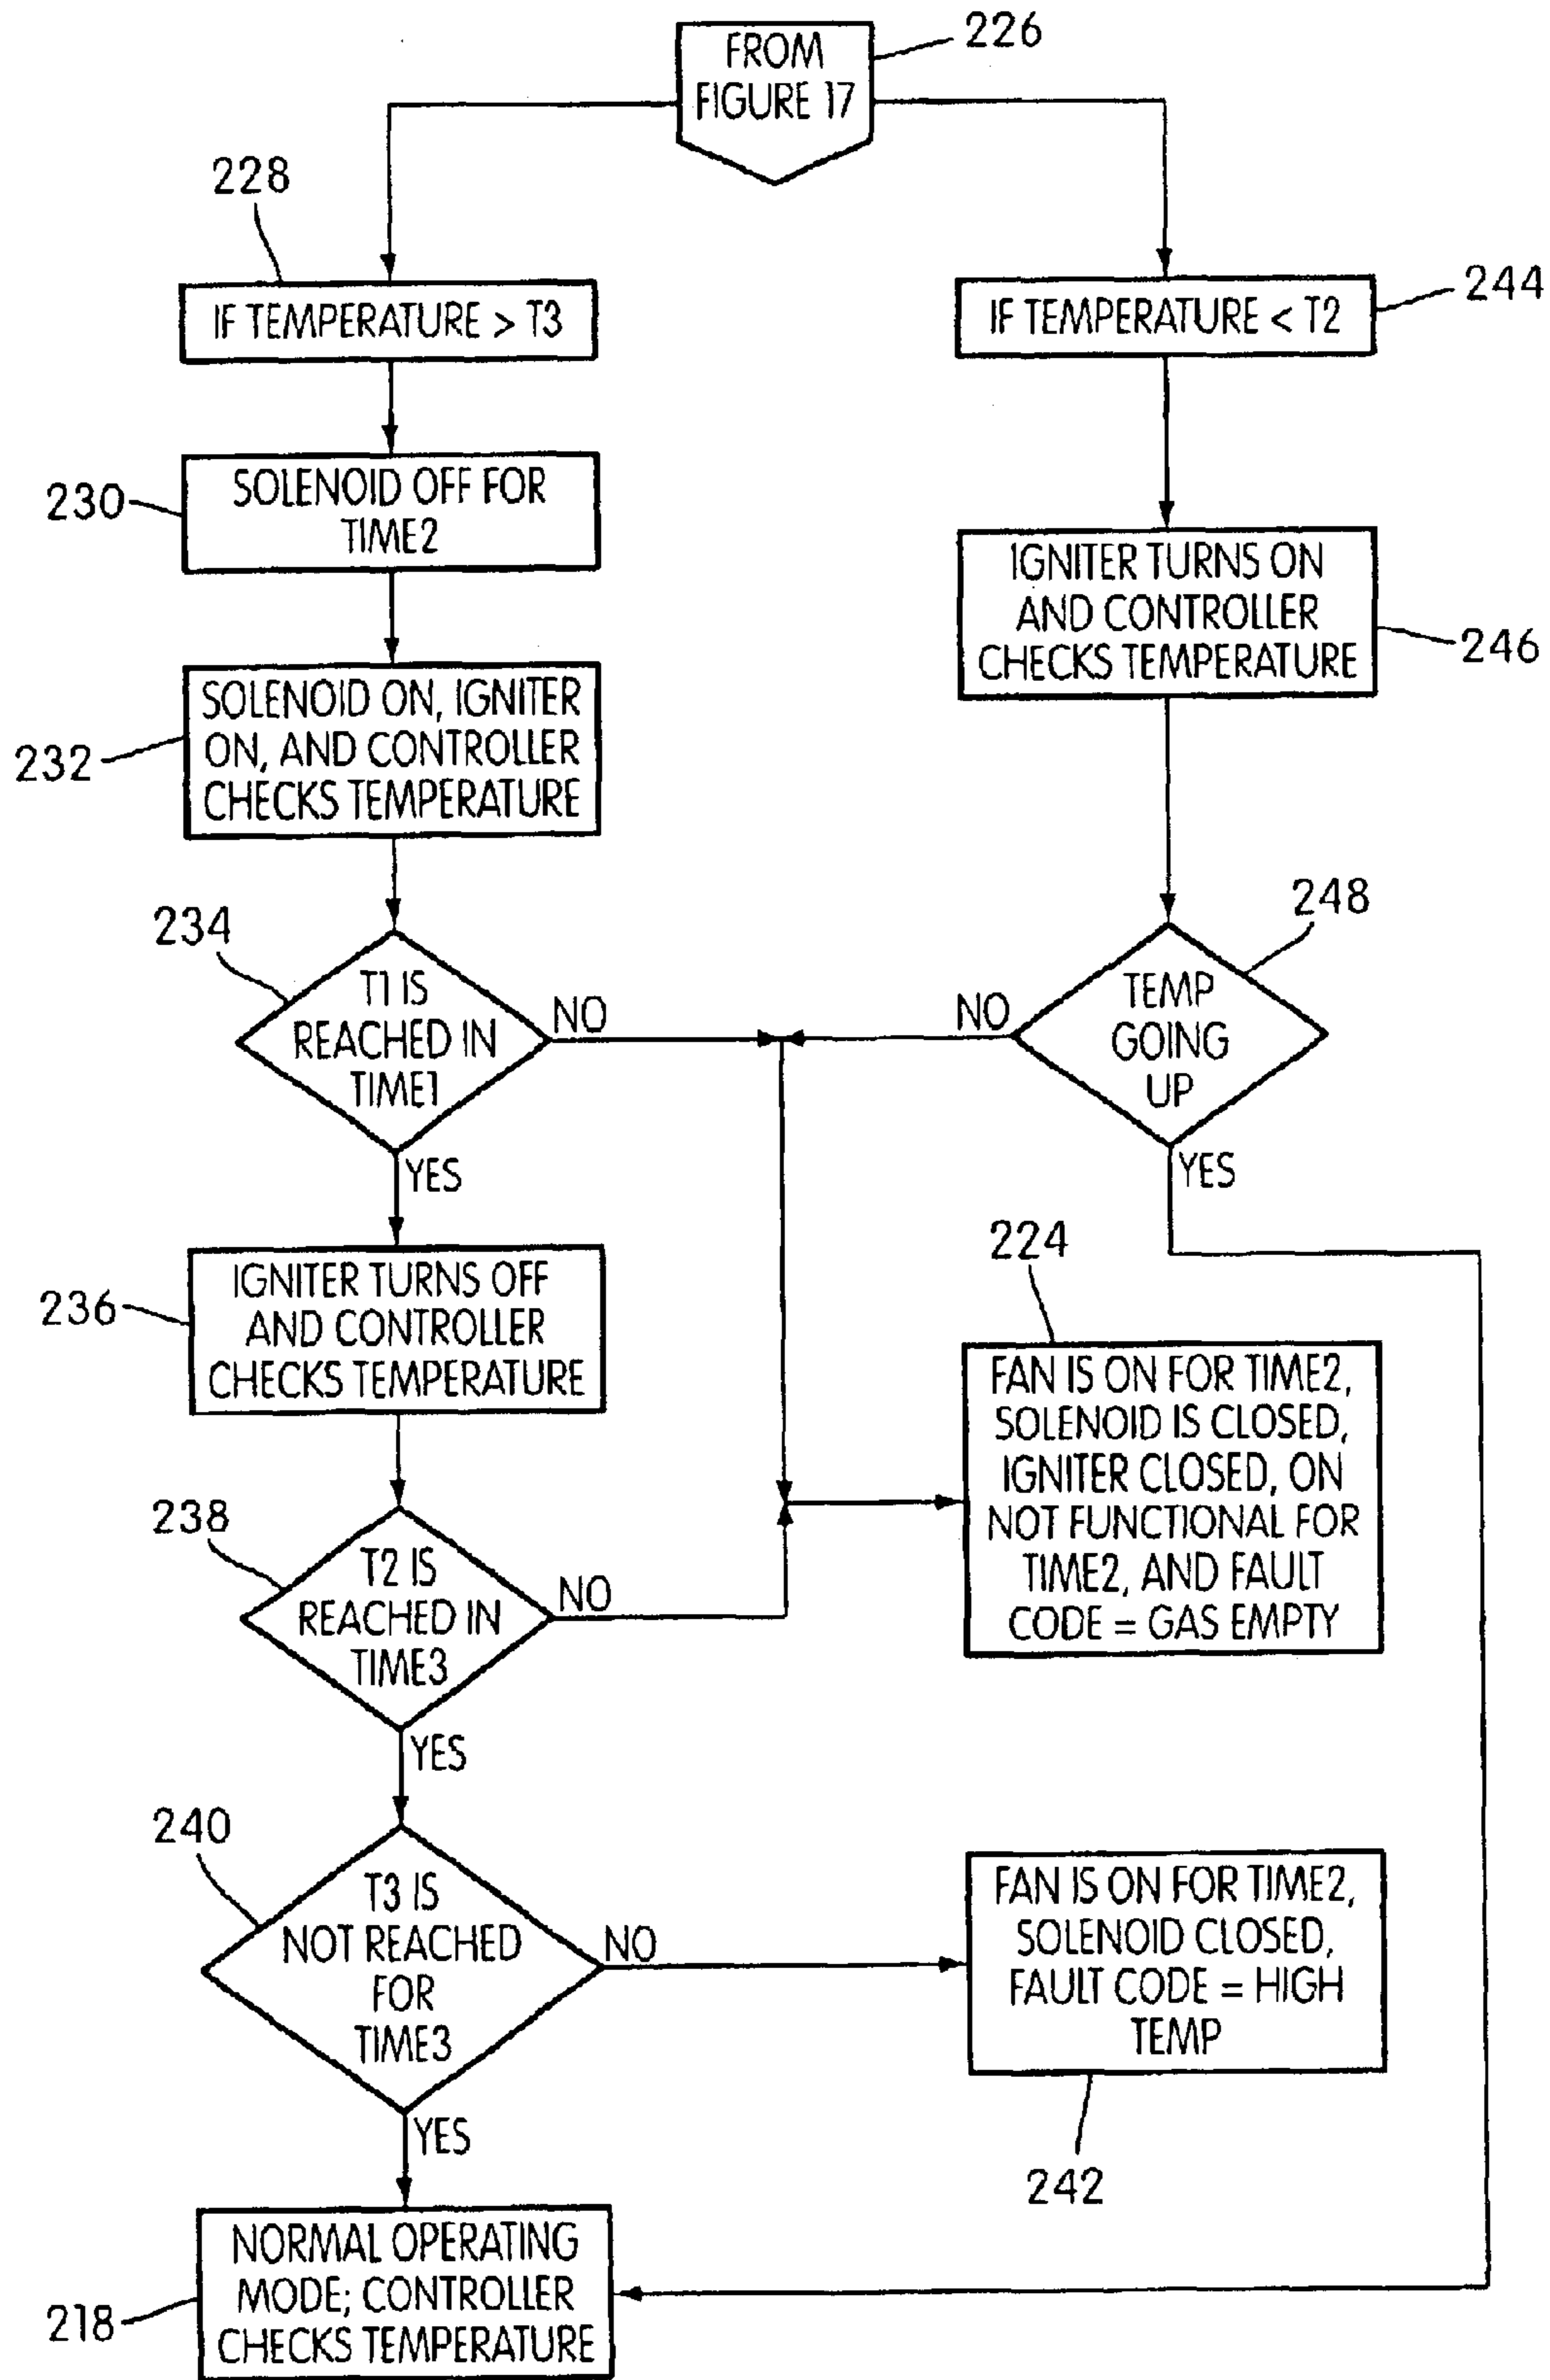 FROM
FIGURE 17
226
228
IF TEMPERATURE > T3
244
IF TEMPERATURE < T2
230
SOLENOID OFF FOR
TIME2
IGNITER TURNS ON
AND CONTROLLER
CHECKS TEMPERATURE
246
232
SOLENOID ON, IGNITER
ON, AND CONTROLLER
CHECKS TEMPERATURE
234
T1 IS
REACHED IN
TIME1
NO
YES
248
TEMP
GOING
UP
NO
YES
236
IGNITER TURNS OFF
AND CONTROLLER
CHECKS TEMPERATURE
224
FAN IS ON FOR TIME2,
SOLENOID IS CLOSED,
IGNITER CLOSED, ON
NOT FUNCTIONAL FOR
TIME2, AND FAULT
CODE = GAS EMPTY
238
T2 IS
REACHED IN
TIME3
NO
YES
240
T3 IS
NOT REACHED
FOR
TIME3
NO
YES
FAN IS ON FOR TIME2,
SOLENOID CLOSED,
FAULT CODE = HIGH
TEMP
242
218
NORMAL OPERATING
MODE; CONTROLLER
CHECKS TEMPERATURE